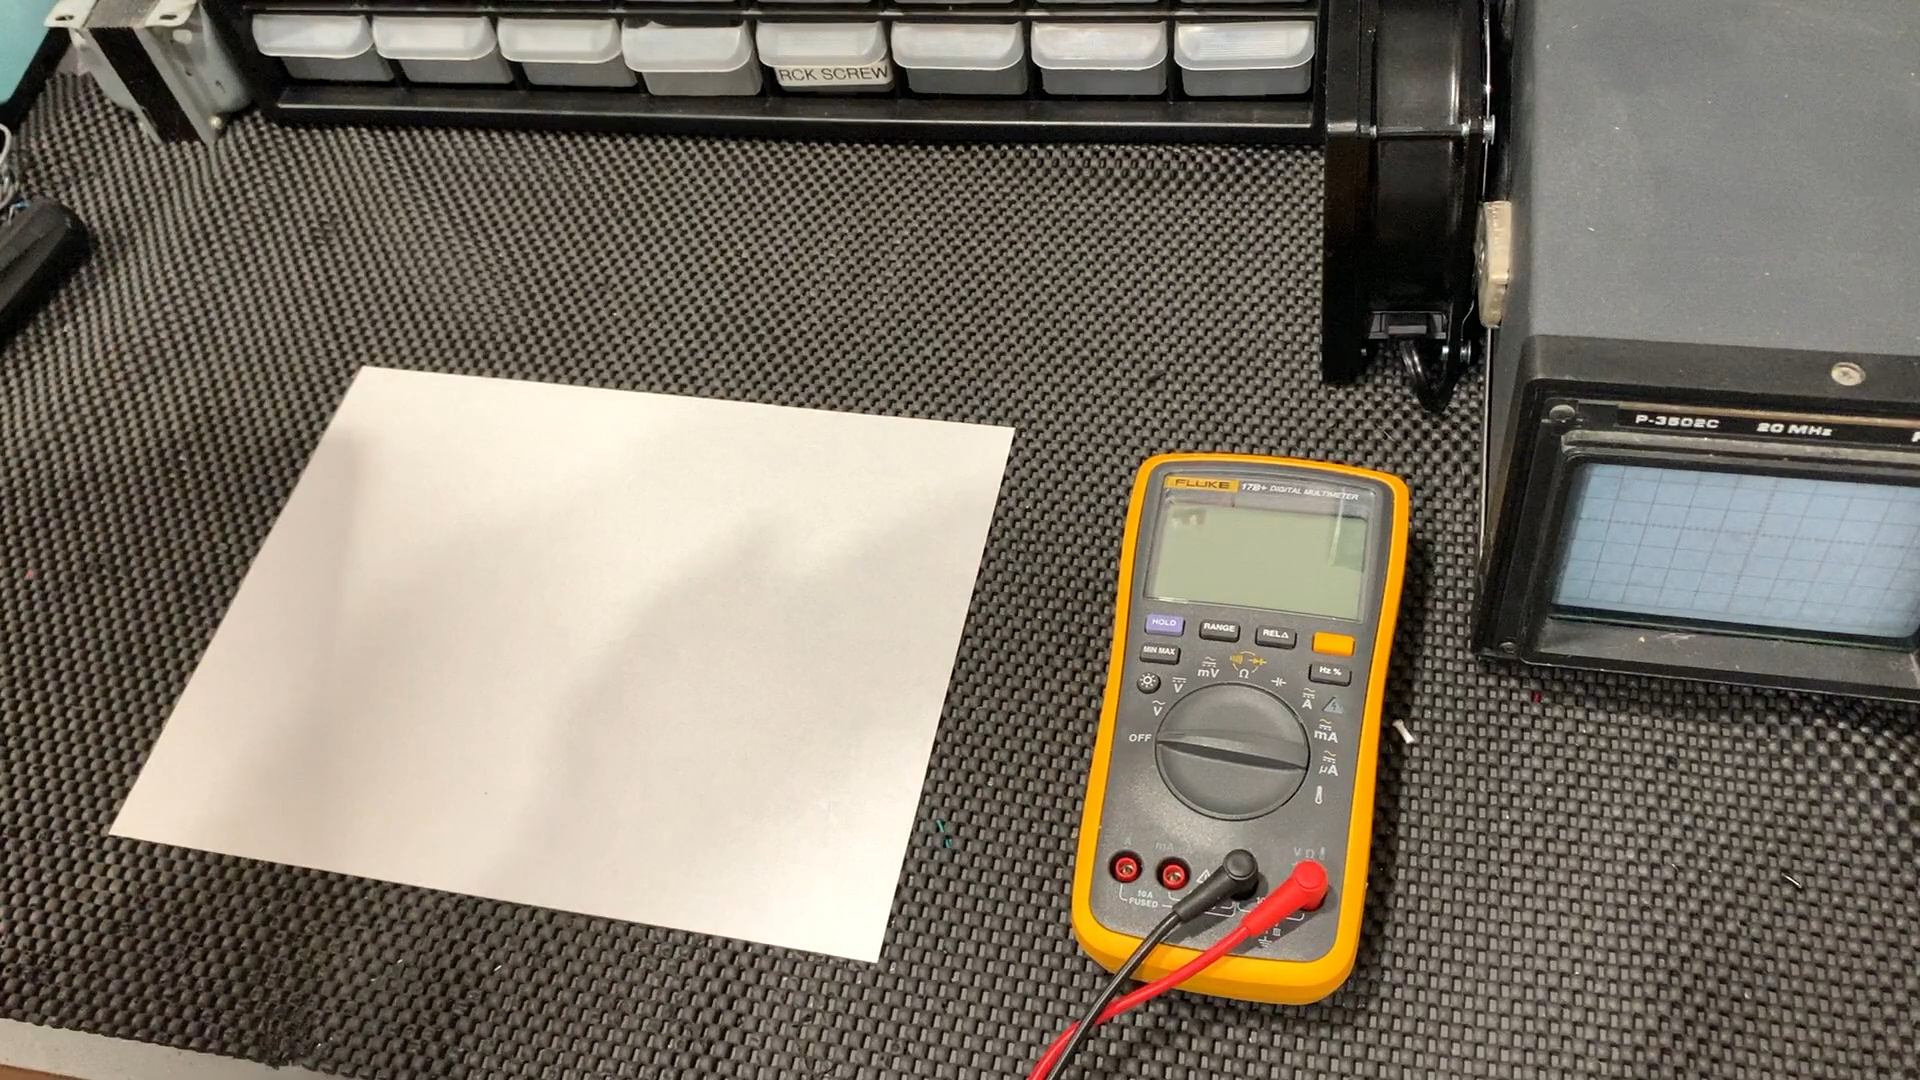 RCK SCREW
P-3502C 20 MHz
FLUKE 17B+ DIGITAL MULTIMETER
HOLD RANGE REL△
MIN MAX Hz %
V mV Ω A
V mA
OFF µA
A mA V Ω
10A
FUSED